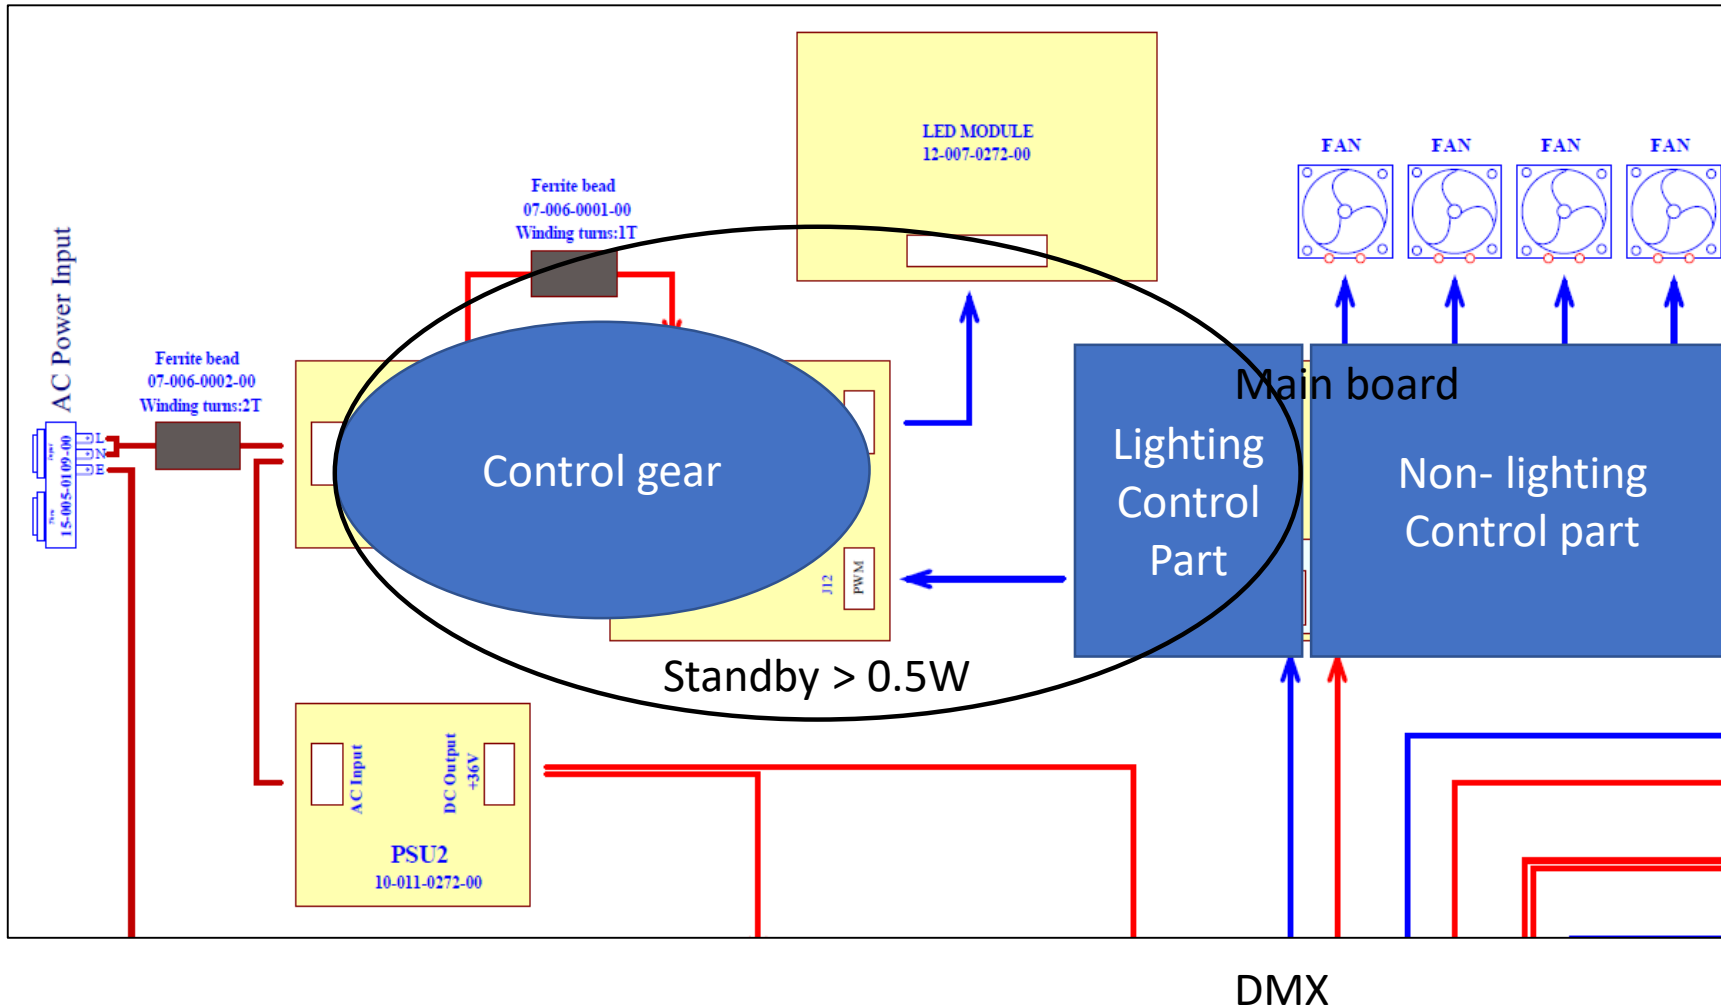 LED MODULE
12-007-0272-00
FAN
FAN
FAN
FAN
Ferrite bead
07-006-0001-00
Winding turns:1T
AC Power Input
Ferrite bead
07-006-0002-00
Winding turns:2T
L
N
E
Input
15-005-0109-00
Control gear
Main board
Lighting
Control
Part
Non- lighting
Control part
J12
PWM
Standby > 0.5W
AC Input
DC Output
+36V
PSU2
10-011-0272-00
DMX